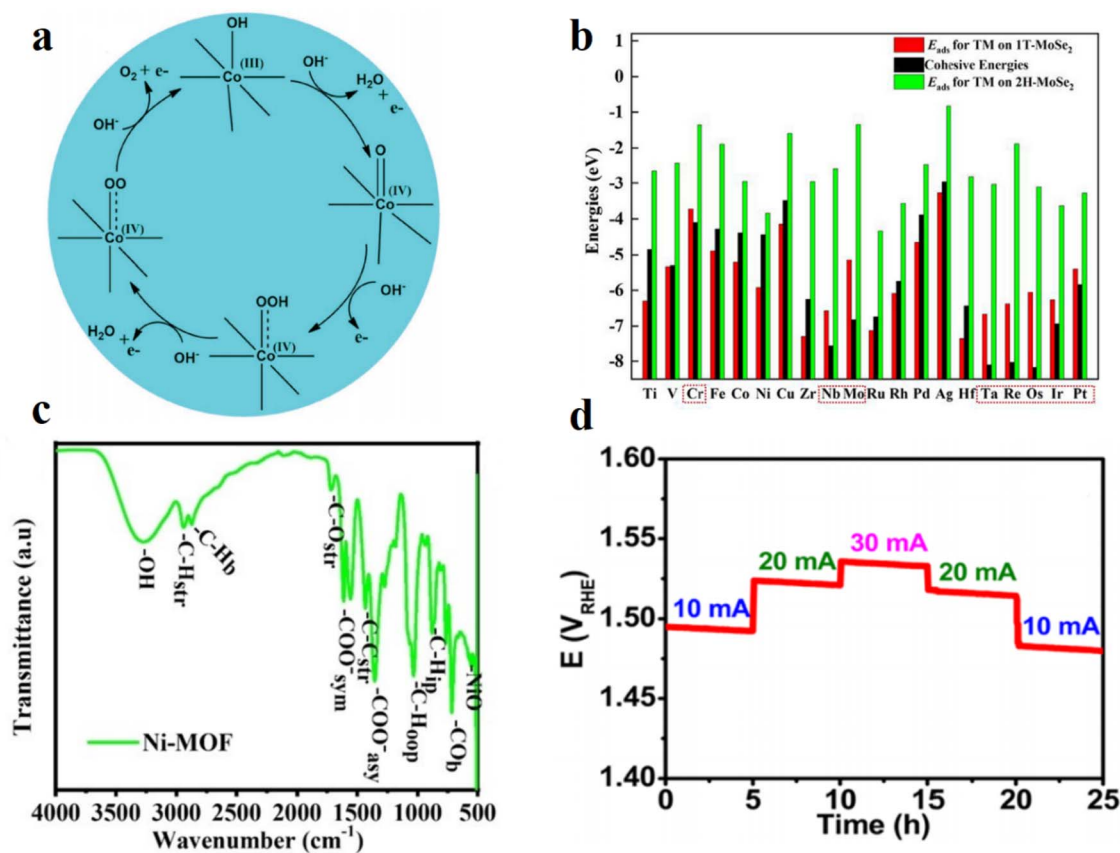 a
OH
(III)
Co
O₂ + e-
OH⁻
H₂O
+ e-
OH⁻
O
Co
(IV)
OO
Co
(IV)
OH⁻
e-
OOH
Co
(IV)
H₂O
+ e-
OH⁻
b
Eads for TM on 1T-MoSe₂
Cohesive Energies
Eads for TM on 2H-MoSe₂
Energies (eV)
1
0
-1
-2
-3
-4
-5
-6
-7
-8
Ti V Cr Fe Co Ni Cu Zr Nb Mo Ru Rh Pd Ag Hf Ta Re Os Ir Pt
c
Transmittance (a.u)
-OH
-C-Hstr
-C-Hb
-C-Ostr
-COO⁻sym
-C-Cstr
-COO⁻asy
-C-Hoop
-C-Hip
-COb
-NiO
Ni-MOF
4000 3500 3000 2500 2000 1500 1000 500
Wavenumber (cm⁻¹)
d
E (VRHE)
1.60
1.55
1.50
1.45
1.40
10 mA
20 mA
30 mA
20 mA
10 mA
0 5 10 15 20 25
Time (h)